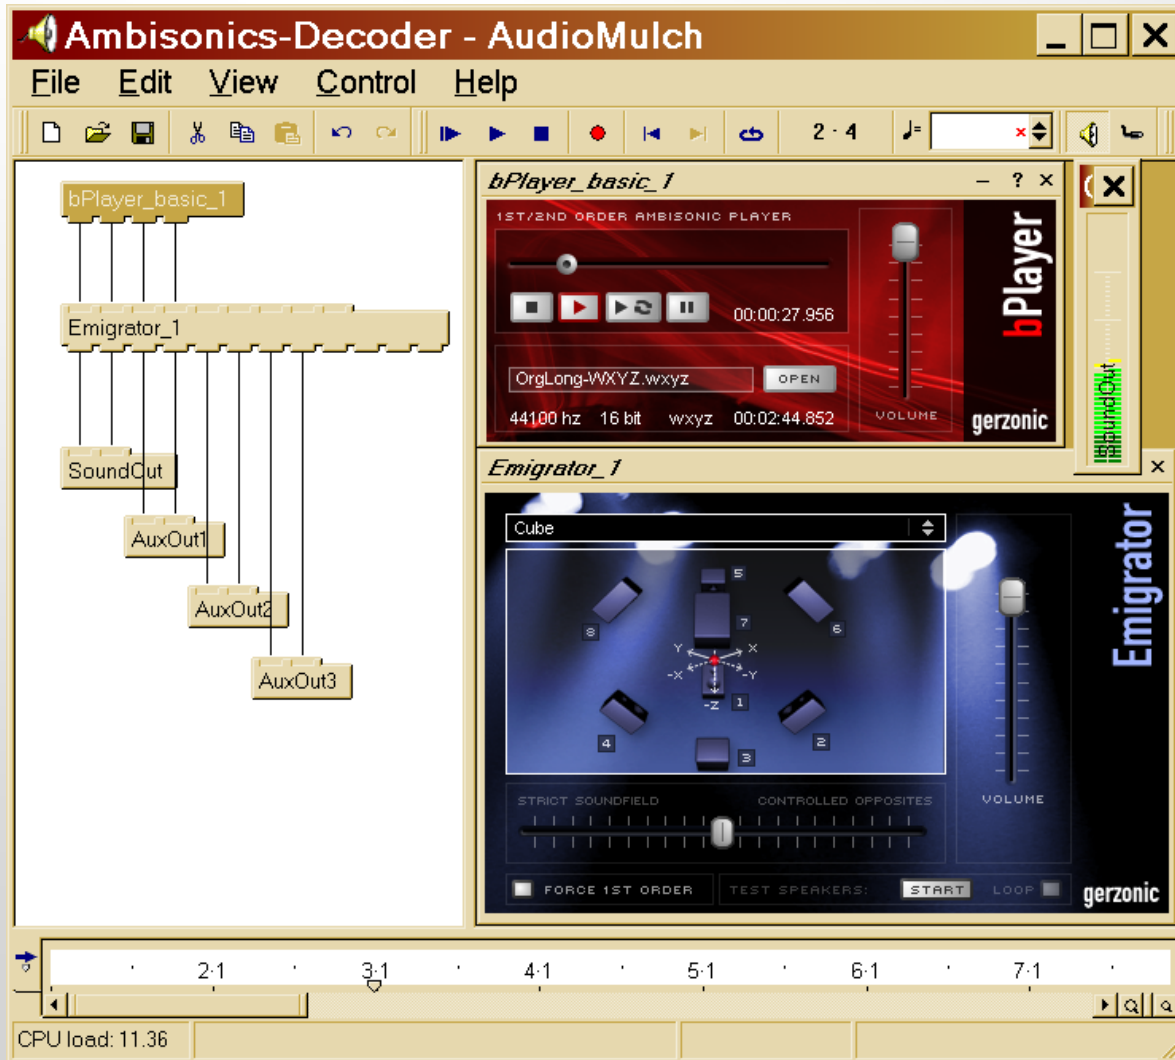 Ambisonics-Decoder - AudioMulch
File Edit View Control Help
2 · 4
bPlayer_basic_1
Emigrator_1
SoundOut
AuxOut1
AuxOut2
AuxOut3
bPlayer_basic_1
1ST/2ND ORDER AMBISONIC PLAYER
00:00:27.956
OrgLong-WXYZ.wxyz OPEN
44100 hz 16 bit wxyz 00:02:44.852
VOLUME
bPlayer
gerzonic
SoundOut
Emigrator_1
Cube
5
8 7 6
Y X
-X -Y
-Z 1
4 2
3
STRICT SOUNDFIELD CONTROLLED OPPOSITES
FORCE 1ST ORDER TEST SPEAKERS: START LOOP
VOLUME
Emigrator
gerzonic
2·1 3·1 4·1 5·1 6·1 7·1
CPU load: 11.36